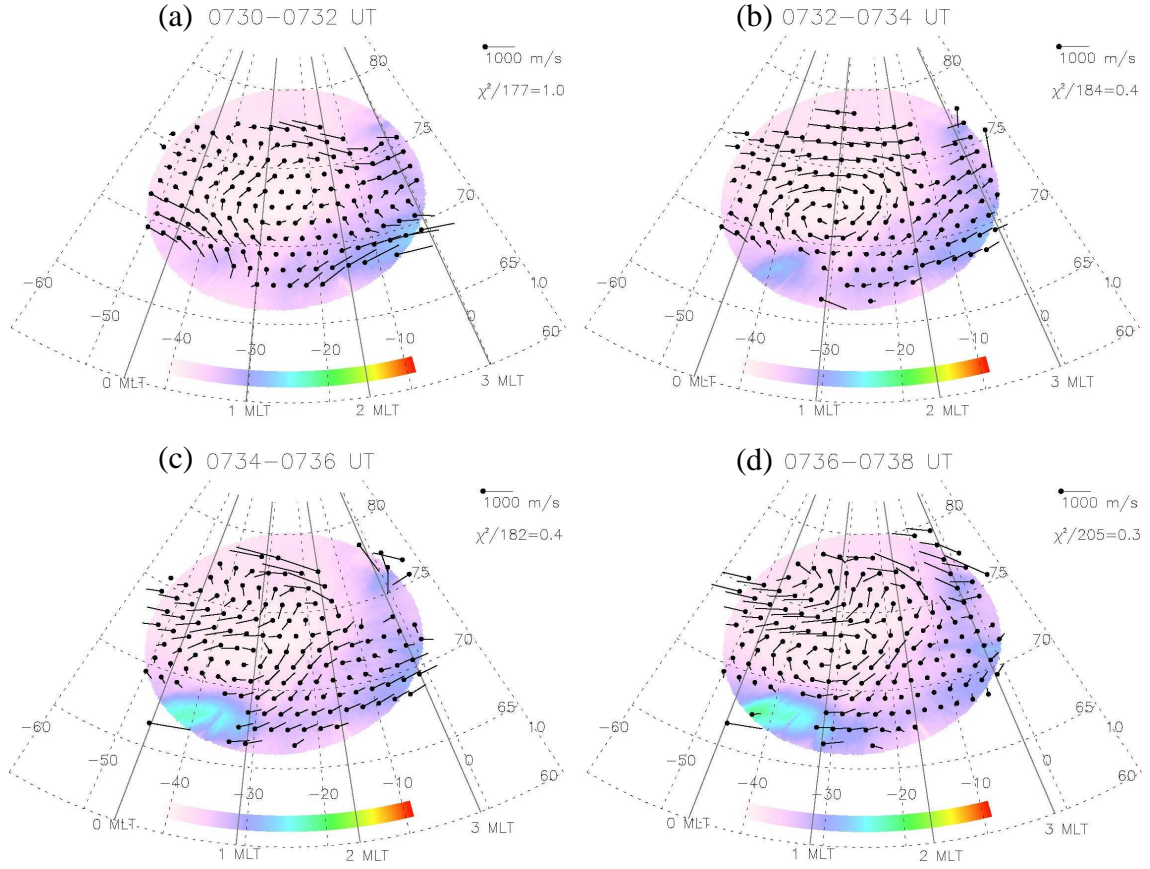 (a) 0730−0732 UT
1000 m/s
χ²/177=1.0
80
75
70
65
60
10
0
−60
−50
−40
−30
−20
−10
0 MLT
1 MLT
2 MLT
3 MLT
(b) 0732−0734 UT
1000 m/s
χ²/184=0.4
80
75
70
65
60
10
0
−60
−50
−40
−30
−20
−10
0 MLT
1 MLT
2 MLT
3 MLT
(c) 0734−0736 UT
1000 m/s
χ²/182=0.4
80
75
70
65
60
10
0
−60
−50
−40
−30
−20
−10
0 MLT
1 MLT
2 MLT
3 MLT
(d) 0736−0738 UT
1000 m/s
χ²/205=0.3
80
75
70
65
60
10
0
−60
−50
−40
−30
−20
−10
0 MLT
1 MLT
2 MLT
3 MLT